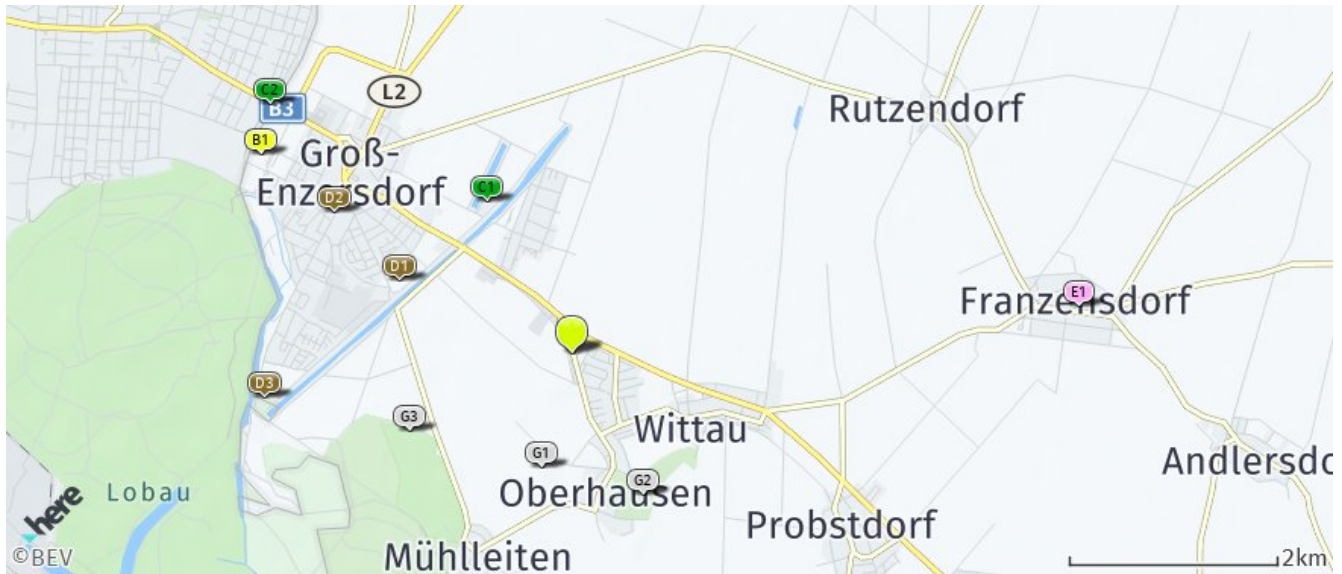 C2
B3
L2
B1
Groß-
Enzersdorf
D2
C1
Rutzendorf
D1
E1
Franzensdorf
D3
G3
Wittau
G1
G2
Oberhausen
Andlersdo
Lobau
here
Probstdorf
Mühlleiten
©BEV
2km